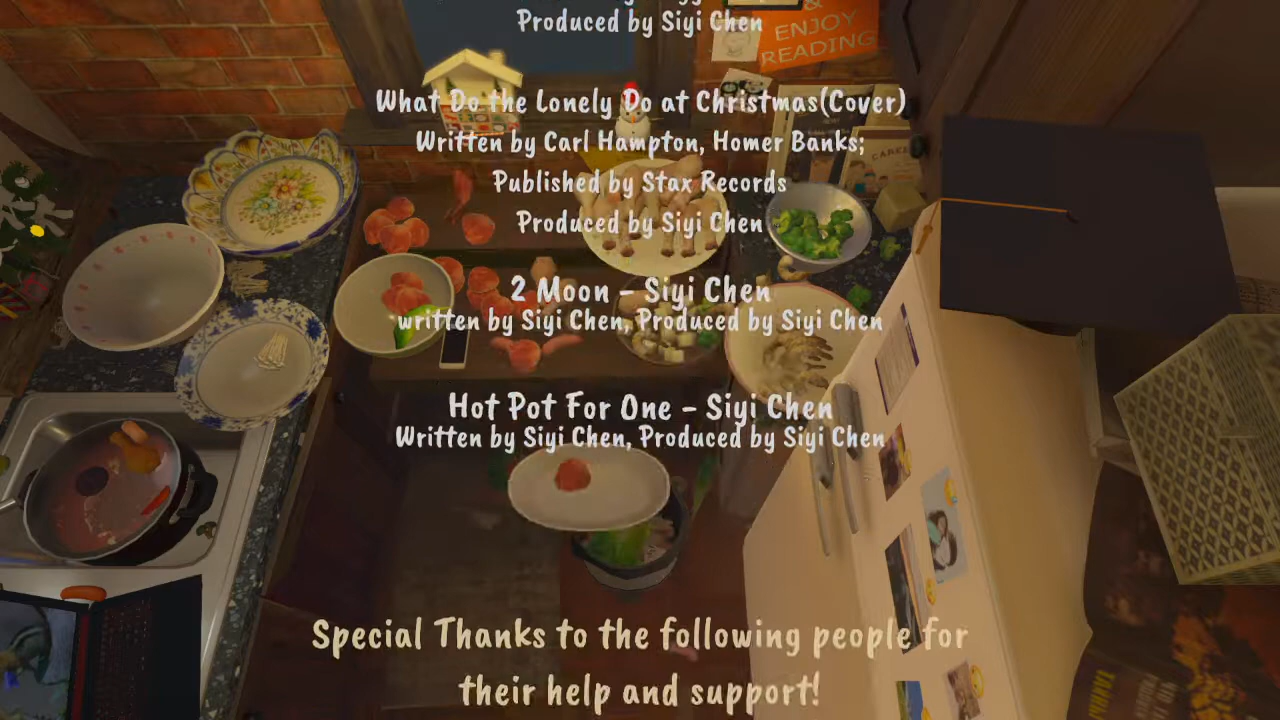 Produced by Siyi Chen
& 
ENJOY
READING
What Do the Lonely Do at Christmas(Cover)
Written by Carl Hampton, Homer Banks;
Published by Stax Records
Produced by Siyi Chen
2 Moon - Siyi Chen
written by Siyi Chen, Produced by Siyi Chen
Hot Pot For One - Siyi Chen
Written by Siyi Chen, Produced by Siyi Chen
Special Thanks to the following people for
their help and support!